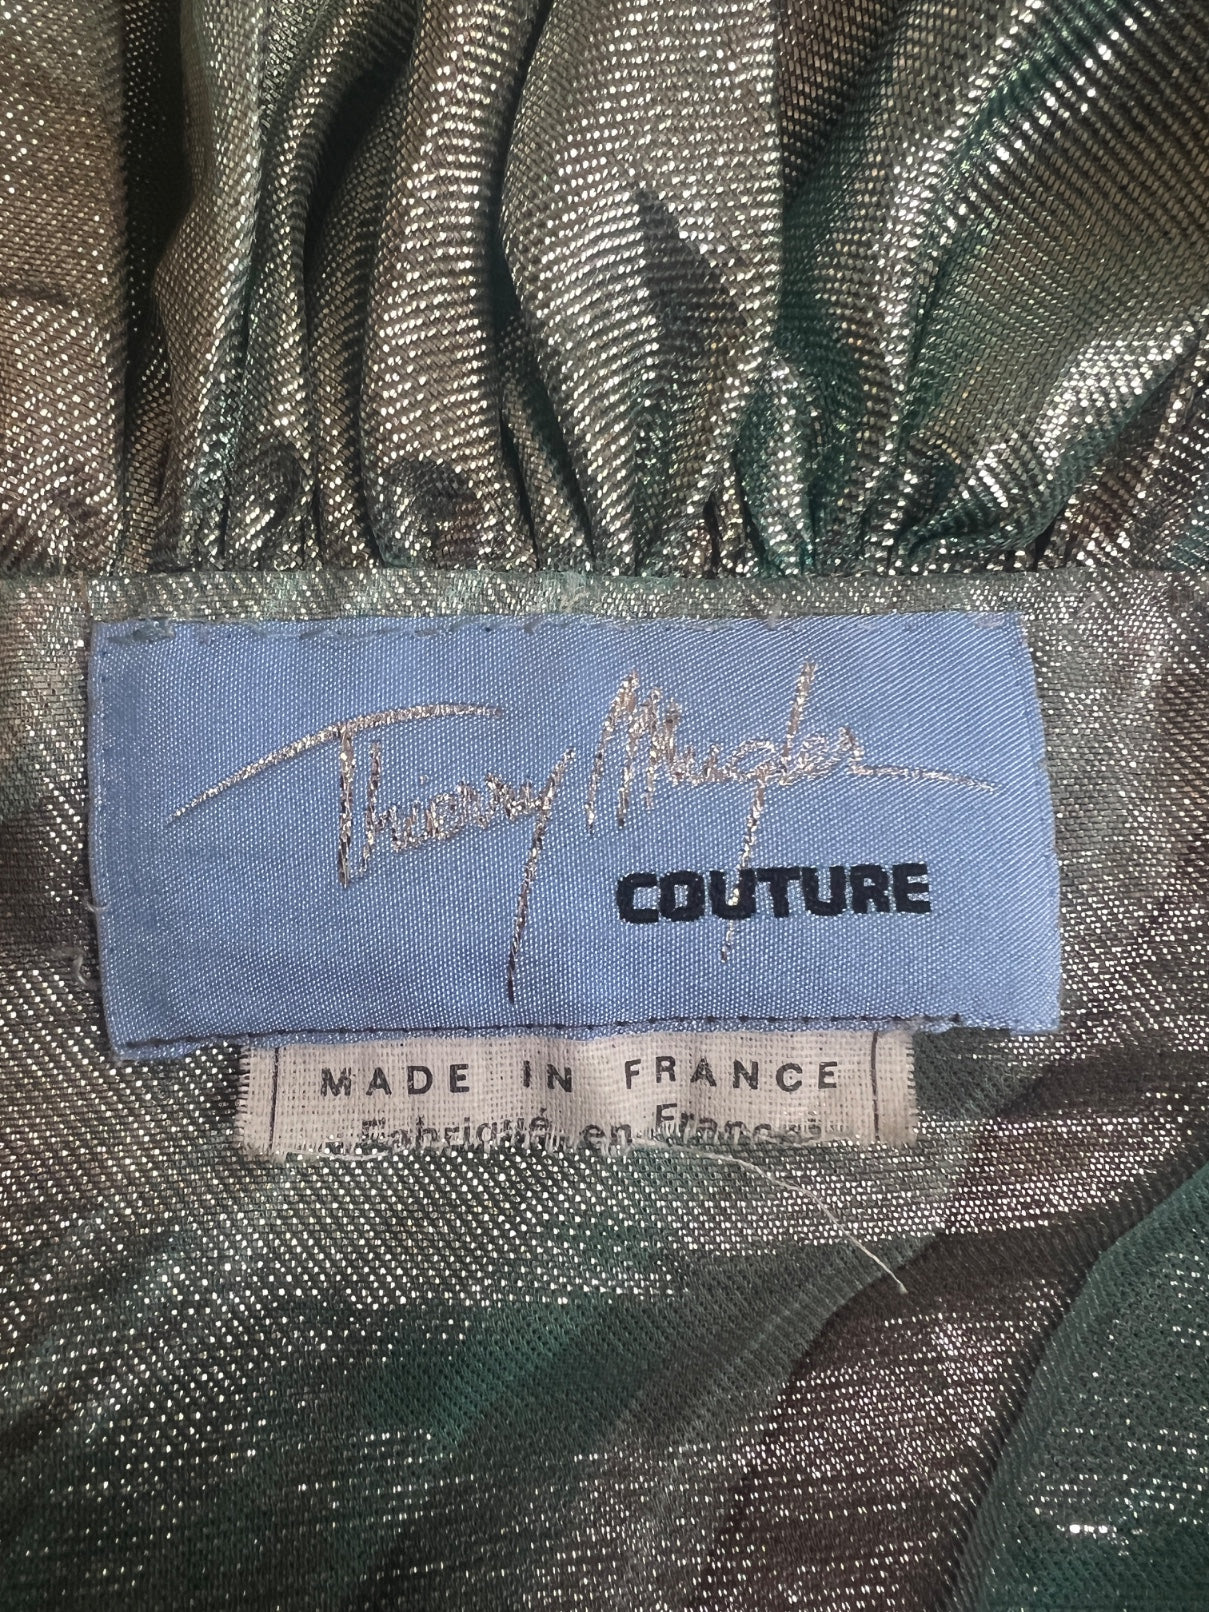 Thierry Mugler
COUTURE
MADE IN FRANCE
Fabriqué en France